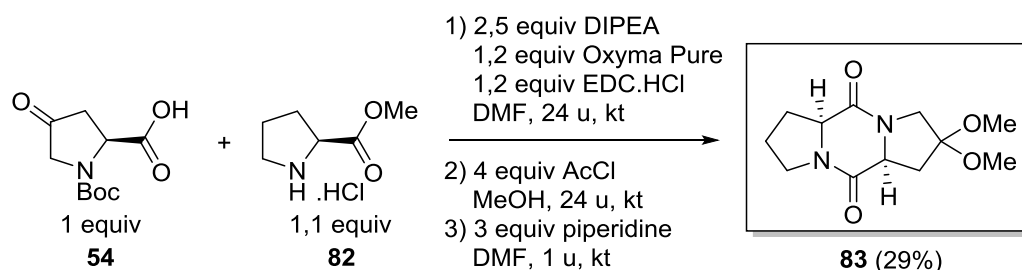 1) 2,5 equiv DIPEA
1,2 equiv Oxyma Pure
1,2 equiv EDC.HCl
DMF, 24 u, kt
2) 4 equiv AcCl
MeOH, 24 u, kt
3) 3 equiv piperidine
DMF, 1 u, kt
O
OH
O
N
Boc
1 equiv
54
+
OMe
O
N
H .HCl
1,1 equiv
82
H
O
N
N
OMe
OMe
H
O
83 (29%)